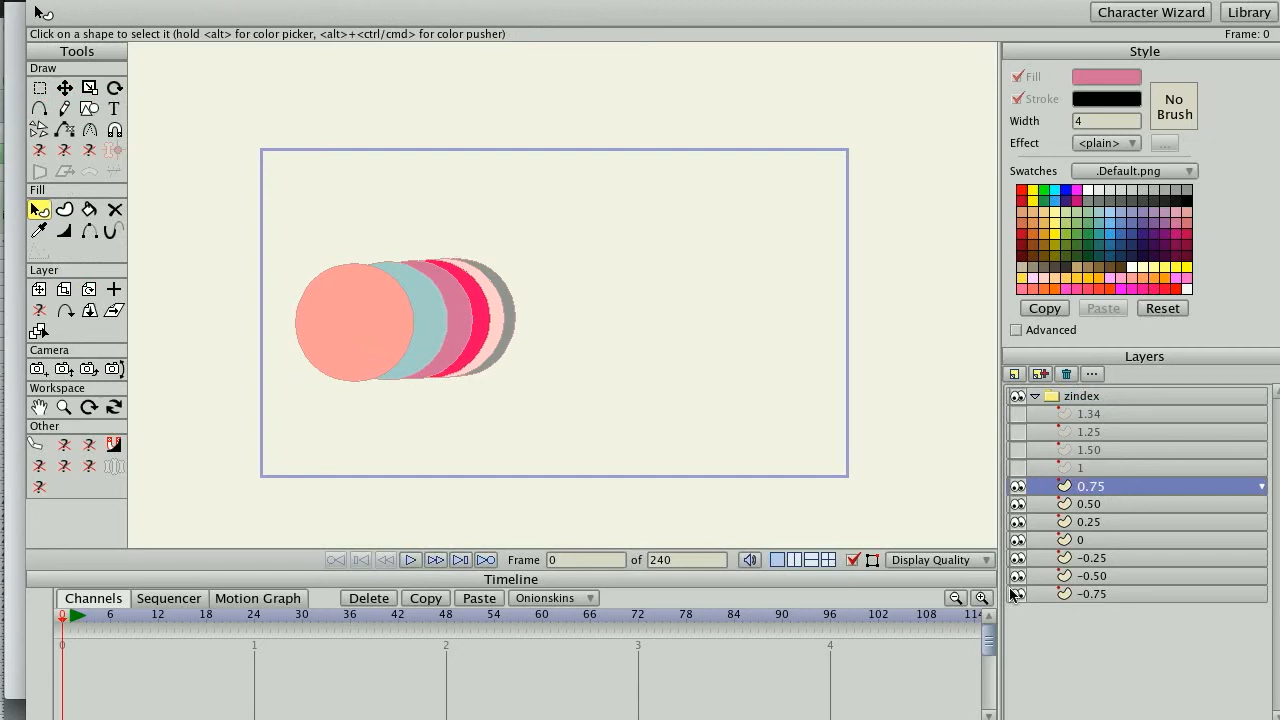 Character Wizard Library
Click on a shape to select it (hold <alt> for color picker, <alt>+<ctrl/cmd> for color pusher) Frame: 0
Tools
Draw
T
Fill
Layer
Camera
Workspace
Other
Style
Fill
Stroke
No Brush
Width 4
Effect <plain> ...
Swatches .Default.png
Copy Paste Reset
Advanced
Layers
zindex
1.34
1.25
1.50
1
0.75
0.50
0.25
0
-0.25
-0.50
-0.75
Frame 0 of 240 Display Quality
Timeline
Channels Sequencer Motion Graph Delete Copy Paste Onionskins
0 6 12 18 24 30 36 42 48 54 60 66 72 78 84 90 96 102 108 114
0 1 2 3 4